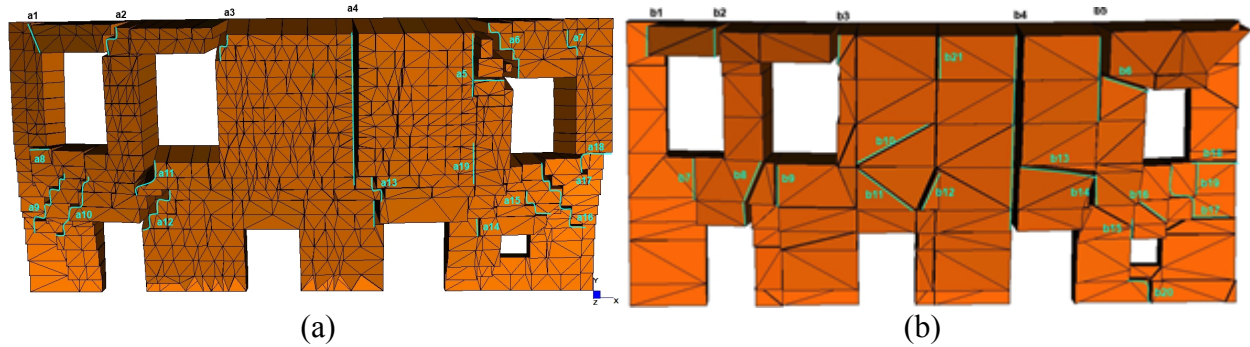 a1 a2 a3 a4
a6 a7
a5
a8 a11 a19 a18
a13 a17
a9 a10 a12 a15 a16
a14
Y
Z X
(a)
b1 b2 b3 b4 b5
b21 b6
b10 b13 b18
b7 b8 b9 b11 b12 b14 b16 b19
b17
b15
b20
(b)